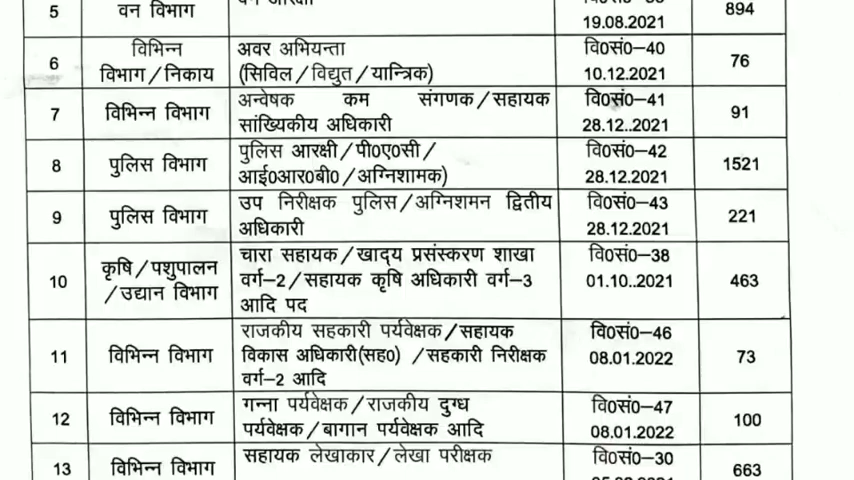 5 वन विभाग 19.08.2021 894
विभिन्न अवर अभियन्ता वि0सं0–40
6 76
विभाग/निकाय (सिविल/विद्युत/यान्त्रिक) 10.12.2021
अन्वेषक कम संगणक/सहायक वि0सं0–41
7 विभिन्न विभाग 91
सांख्यिकीय अधिकारी 28.12..2021
पुलिस आरक्षी/पी0ए0सी/ वि0सं0–42
8 पुलिस विभाग 1521
आई0आर0बी0/अग्निशामक) 28.12.2021
उप निरीक्षक पुलिस/अग्निशमन द्वितीय वि0सं0–43
9 पुलिस विभाग 221
अधिकारी 28.12.2021
चारा सहायक/खाद्य प्रसंस्करण शाखा वि0सं0–38
कृषि/पशुपालन
10 वर्ग–2/सहायक कृषि अधिकारी वर्ग–3 01.10..2021 463
/उद्यान विभाग
आदि पद
राजकीय सहकारी पर्यवेक्षक/सहायक वि0सं0–46
11 विभिन्न विभाग विकास अधिकारी(सह0) /सहकारी निरीक्षक 08.01.2022 73
वर्ग–2 आदि
गन्ना पर्यवेक्षक/राजकीय दुग्ध वि0सं0–47
12 विभिन्न विभाग 100
पर्यवेक्षक/बागान पर्यवेक्षक आदि 08.01.2022
सहायक लेखाकार/लेखा परीक्षक वि0सं0–30
13 विभिन्न विभाग 663